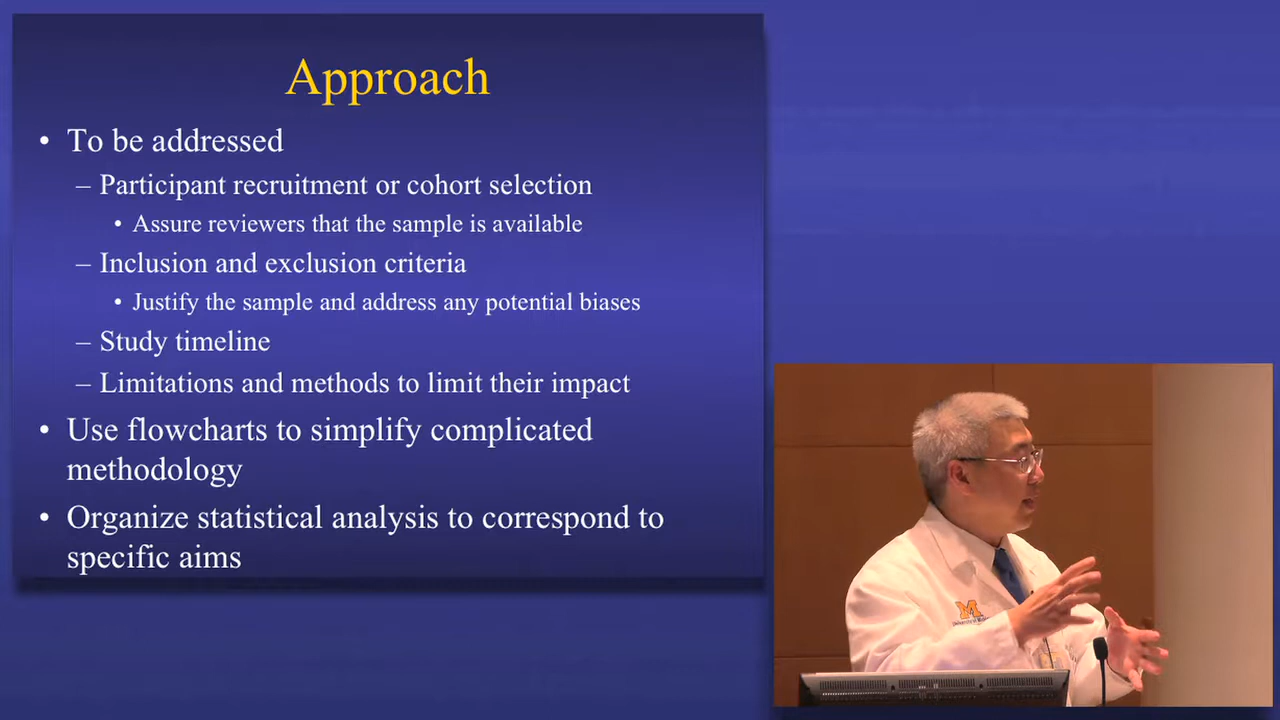 Approach
• To be addressed
– Participant recruitment or cohort selection
• Assure reviewers that the sample is available
– Inclusion and exclusion criteria
• Justify the sample and address any potential biases
– Study timeline
– Limitations and methods to limit their impact
• Use flowcharts to simplify complicated
methodology
• Organize statistical analysis to correspond to
specific aims
M